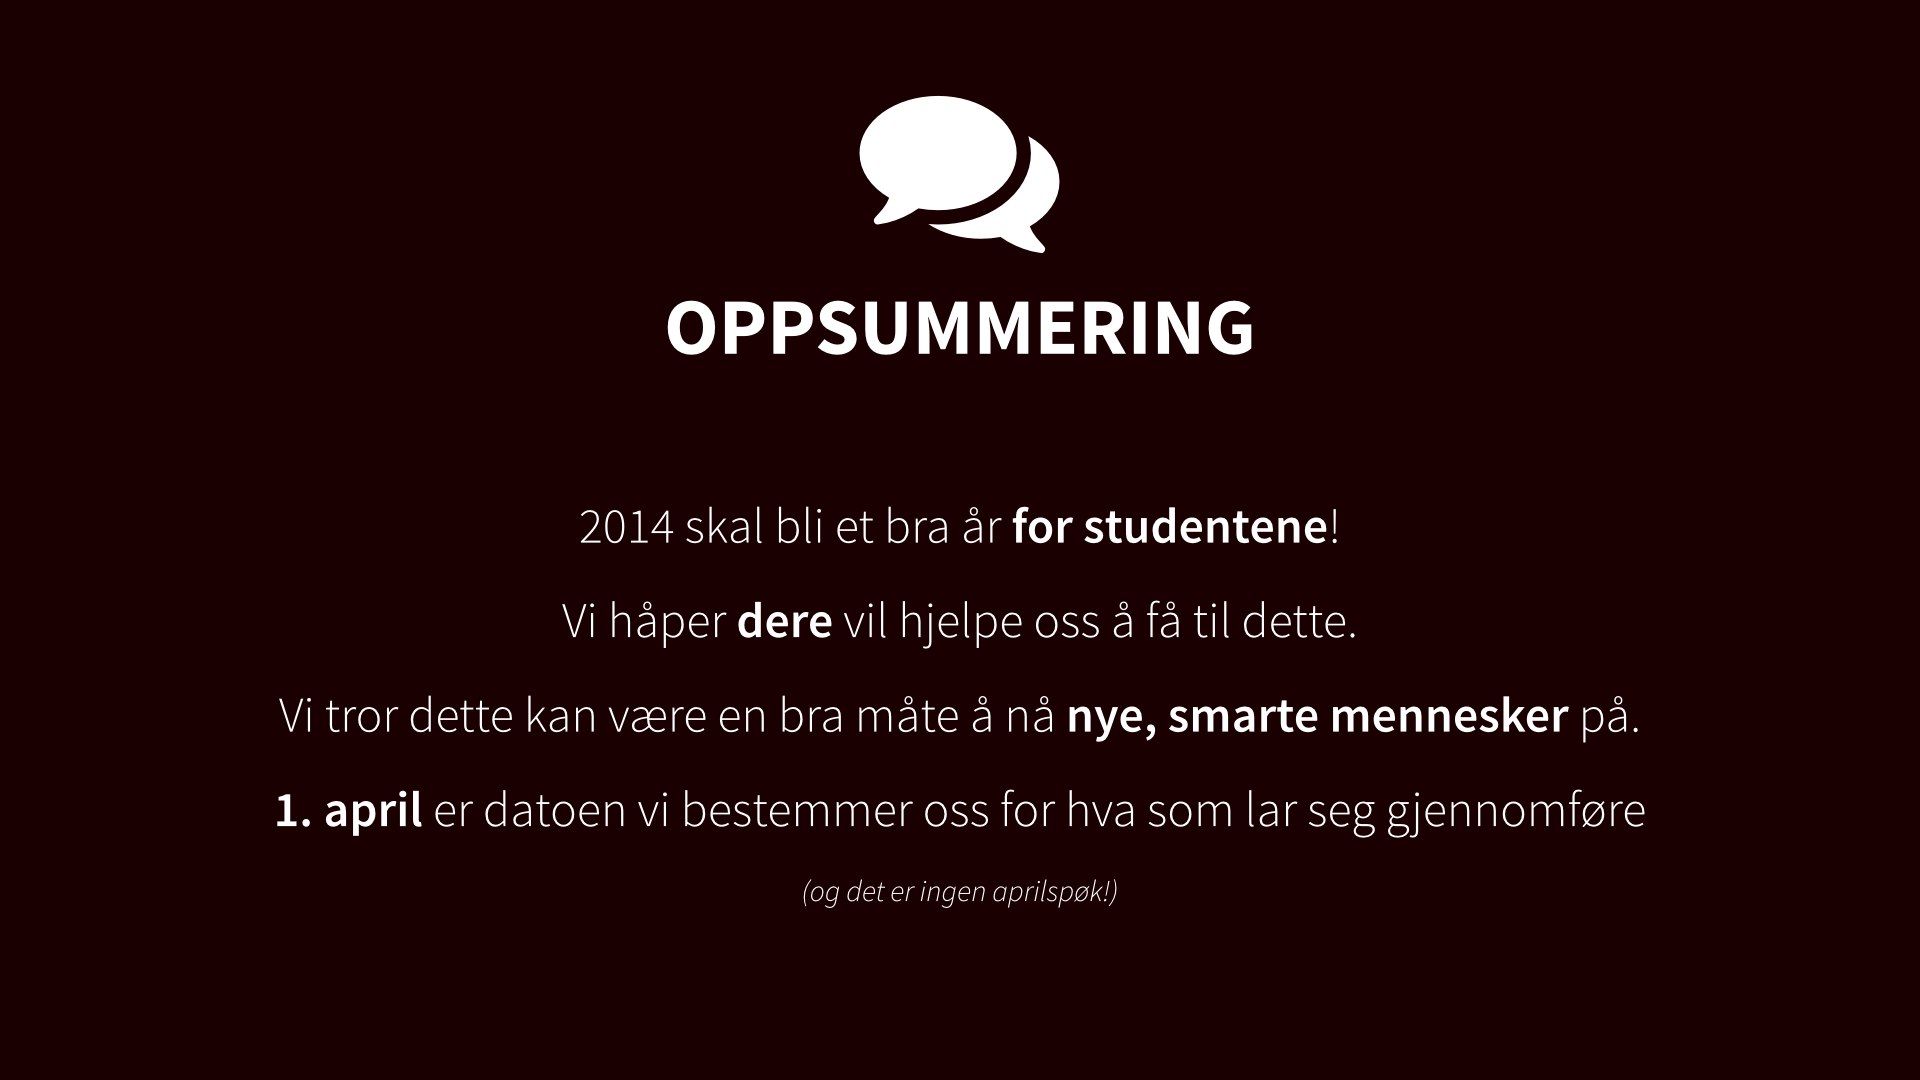 OPPSUMMERING
2014 skal bli et bra år for studentene!
Vi håper dere vil hjelpe oss å få til dette.
Vi tror dette kan være en bra måte å nå nye, smarte mennesker på.
1. april er datoen vi bestemmer oss for hva som lar seg gjennomføre
(og det er ingen aprilspøk!)